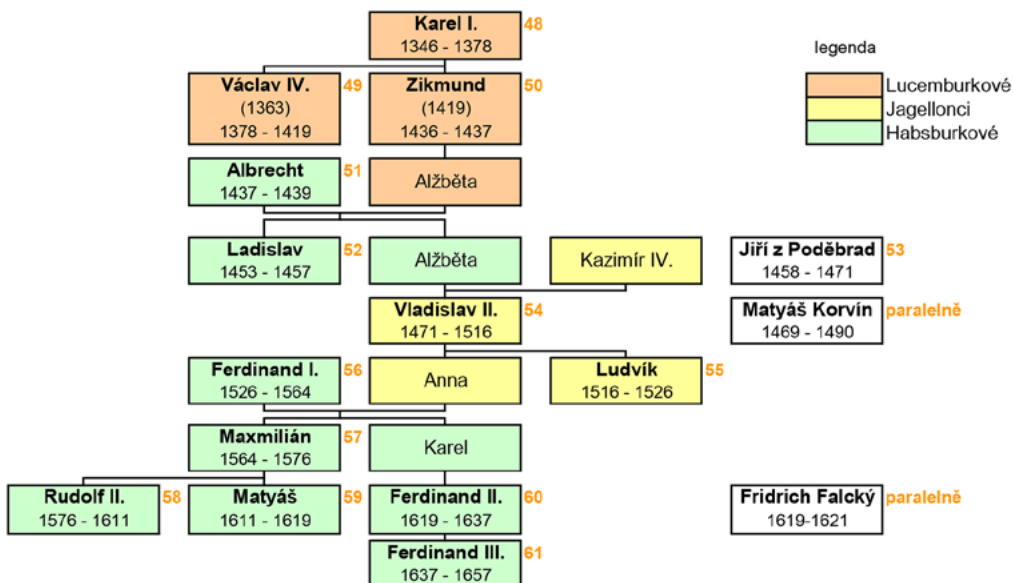 Karel I. 48
1346 - 1378
legenda
Lucemburkové
Jagellonci
Habsburkové
Václav IV. 49
(1363)
1378 - 1419
Zikmund 50
(1419)
1436 - 1437
Albrecht 51
1437 - 1439
Alžběta
Ladislav 52
1453 - 1457
Alžběta
Kazimír IV.
Jiří z Poděbrad 53
1458 - 1471
Vladislav II. 54
1471 - 1516
Matyáš Korvín paralelně
1469 - 1490
Ferdinand I. 56
1526 - 1564
Anna
Ludvík 55
1516 - 1526
Maxmilián 57
1564 - 1576
Karel
Rudolf II. 58
1576 - 1611
Matyáš 59
1611 - 1619
Ferdinand II. 60
1619 - 1637
Fridrich Falcký paralelně
1619-1621
Ferdinand III. 61
1637 - 1657